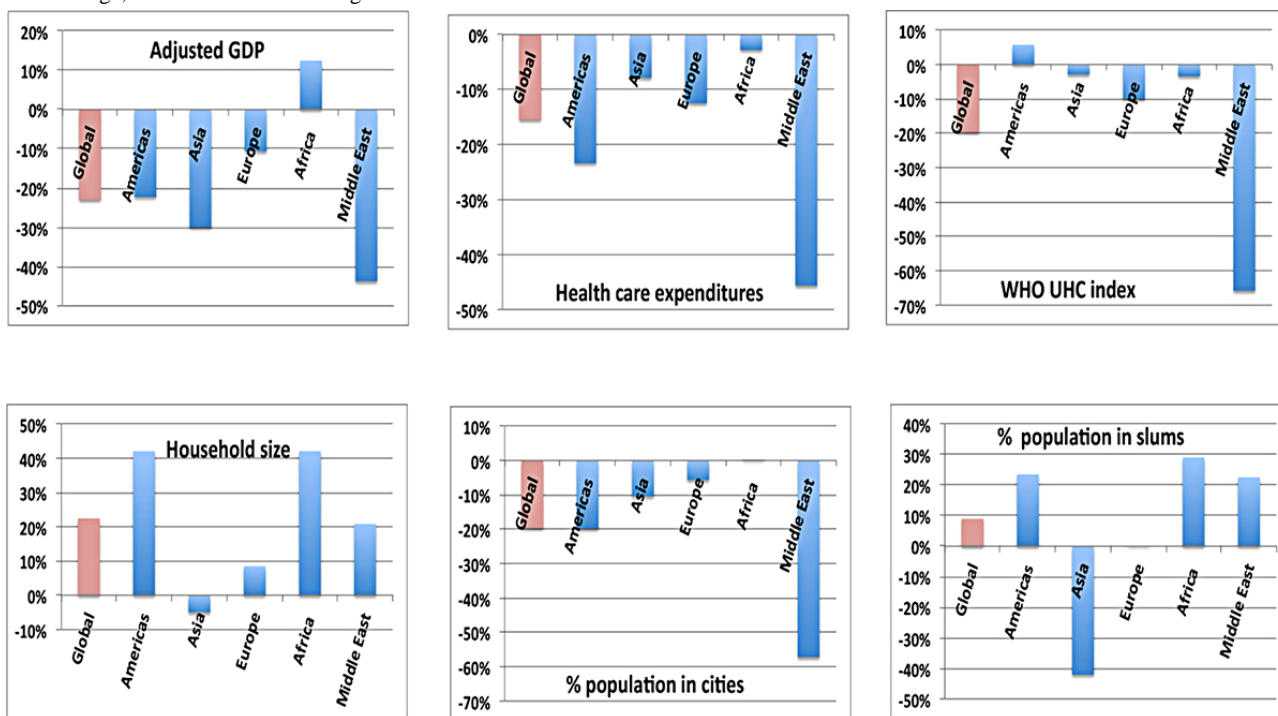 20%
10%
0%
-10%
-20%
-30%
-40%
-50%
Adjusted GDP
Global
Americas
Asia
Europe
Africa
Middle East
0%
-10%
-20%
-30%
-40%
-50%
Global
Americas
Asia
Europe
Africa
Middle East
Health care expenditures
10%
0%
-10%
-20%
-30%
-40%
-50%
-60%
-70%
Global
Americas
Asia
Europe
Africa
Middle East
WHO UHC index
50%
40%
30%
20%
10%
0%
-10%
Household size
Global
Americas
Asia
Europe
Africa
Middle East
10%
0%
-10%
-20%
-30%
-40%
-50%
-60%
-70%
Global
Americas
Asia
Europe
Africa
Middle East
% population in cities
40%
30%
20%
10%
0%
-10%
-20%
-30%
-40%
-50%
% population in slums
Global
Americas
Asia
Europe
Africa
Middle East